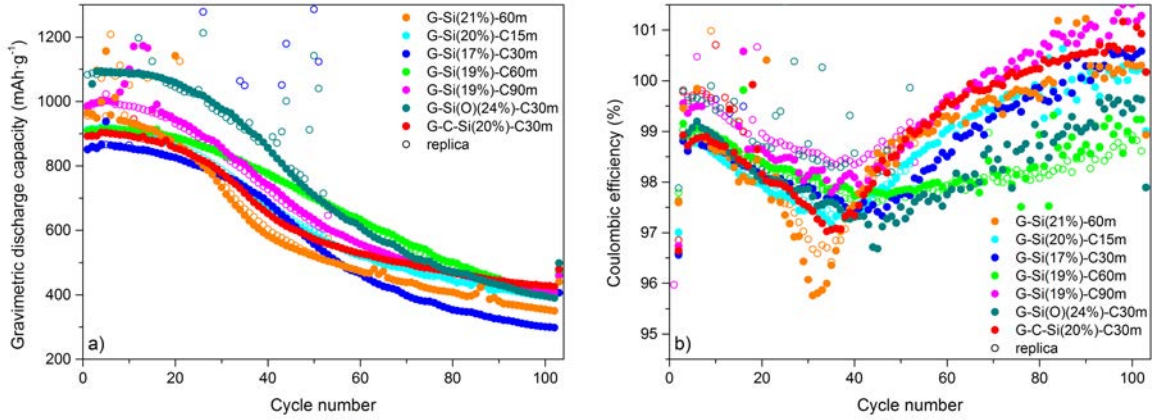 1200
1000
800
600
400
200
0
20
40
60
80
100
Gravimetric discharge capacity (mAh·g⁻¹)
Cycle number
a)
G-Si(21%)-60m
G-Si(20%)-C15m
G-Si(17%)-C30m
G-Si(19%)-C60m
G-Si(19%)-C90m
G-Si(O)(24%)-C30m
G-C-Si(20%)-C30m
replica
101
100
99
98
97
96
95
0
20
40
60
80
100
Coulombic efficiency (%)
Cycle number
b)
G-Si(21%)-60m
G-Si(20%)-C15m
G-Si(17%)-C30m
G-Si(19%)-C60m
G-Si(19%)-C90m
G-Si(O)(24%)-C30m
G-C-Si(20%)-C30m
replica